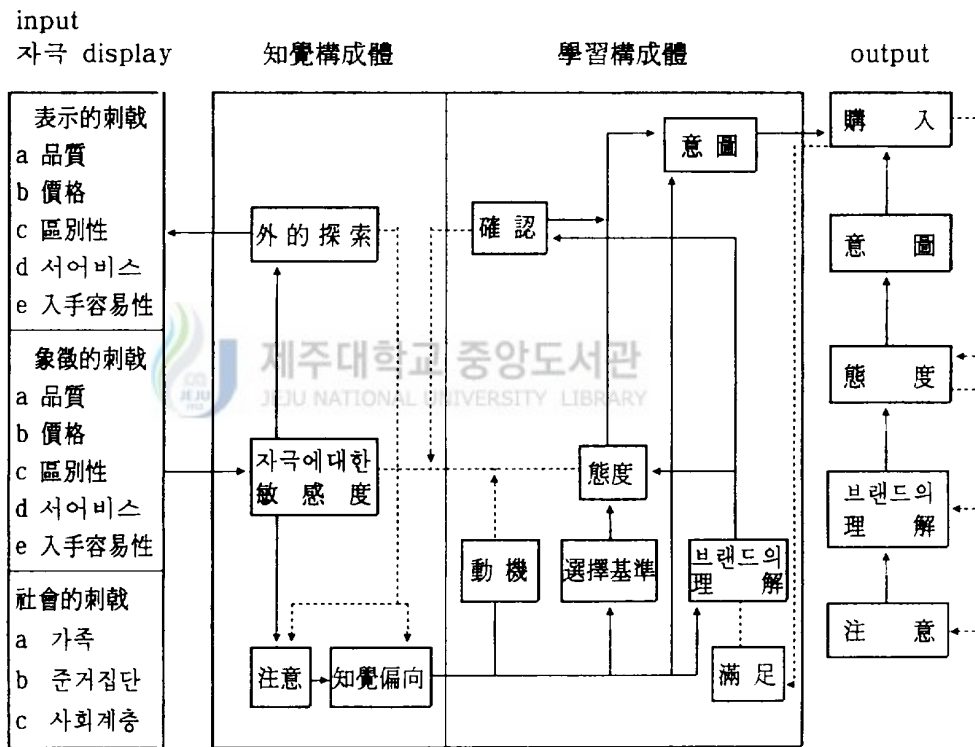 input
자극 display
知覺構成體
學習構成體
output
表示的刺戟
a 品質
b 價格
c 區別性
d 서어비스
e 入手容易性
象徵的刺戟
a 品質
b 價格
c 區別性
d 서어비스
e 入手容易性
社會的刺戟
a 가족
b 준거집단
c 사회계층
外的探索
자극에대한
敏感度
注意
知覺偏向
意圖
確認
態度
動機
選擇基準
브랜드의
理解
滿足
購入
意圖
態度
브랜드의
理解
注意
제주대학교 중앙도서관
JEJU NATIONAL UNIVERSITY LIBRARY
JEJU